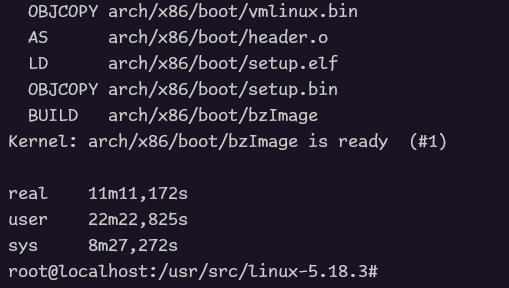 OBJCOPY arch/x86/boot/vmlinux.bin
AS      arch/x86/boot/header.o
LD      arch/x86/boot/setup.elf
OBJCOPY arch/x86/boot/setup.bin
BUILD   arch/x86/boot/bzImage
Kernel: arch/x86/boot/bzImage is ready  (#1)
real    11m11,172s
user    22m22,825s
sys     8m27,272s
root@localhost:/usr/src/linux-5.18.3#